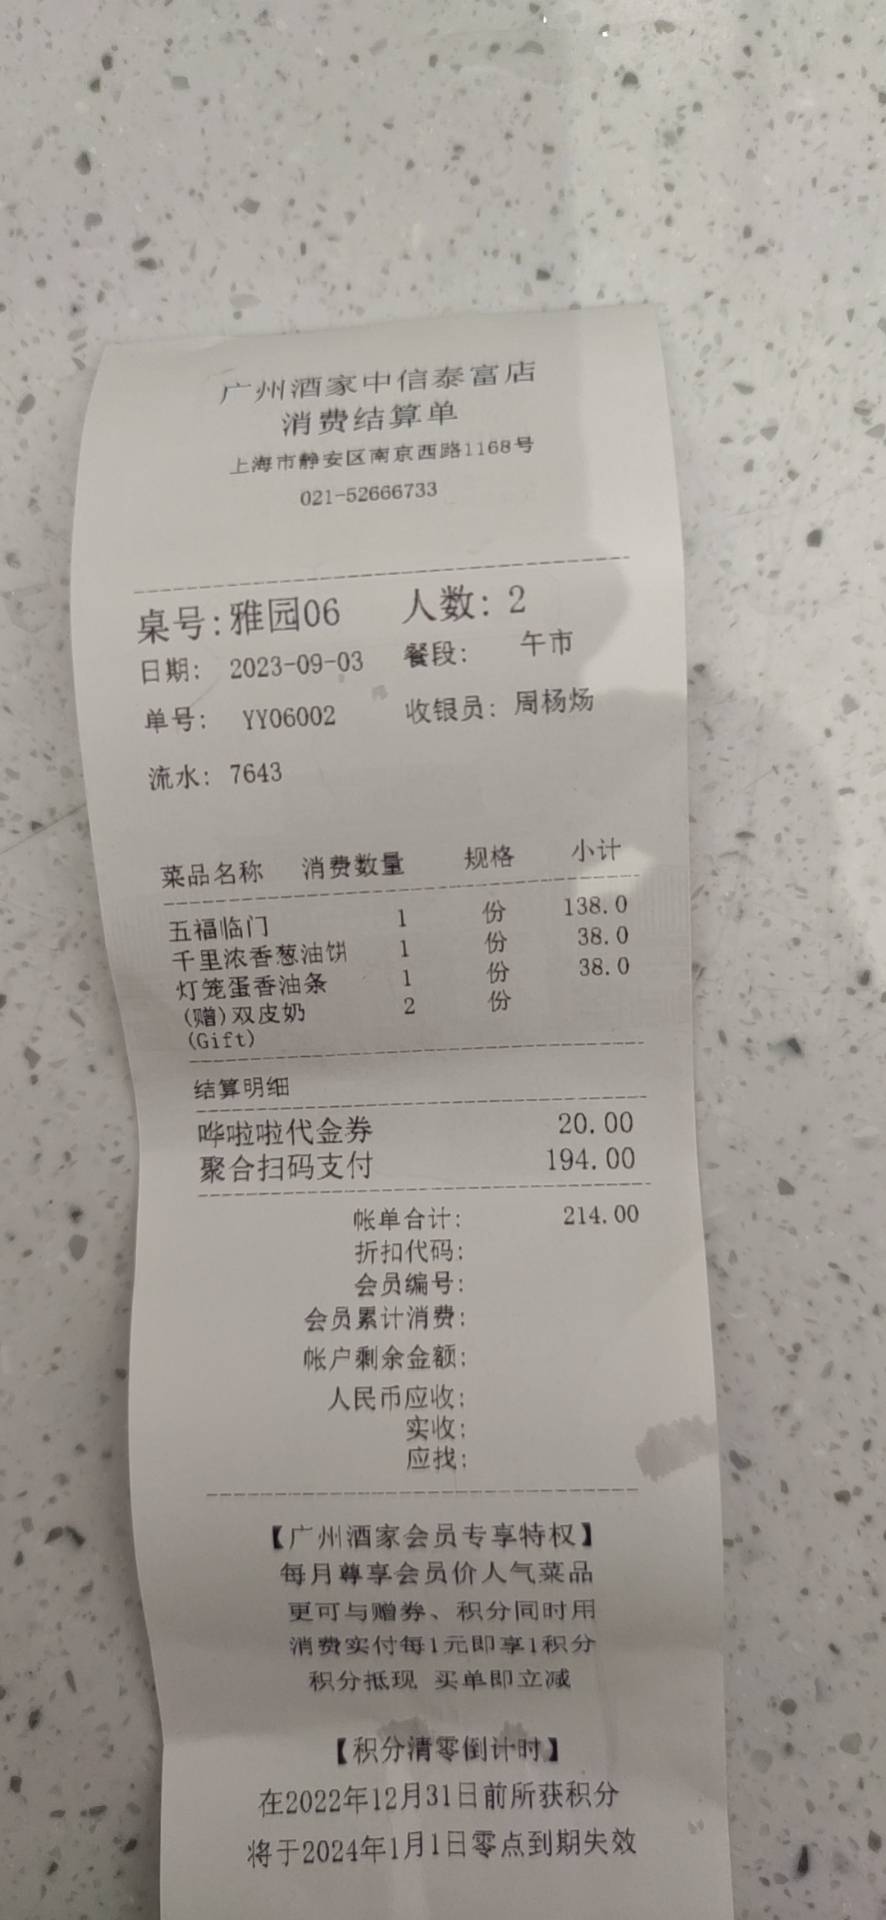 广州酒家中信泰富店
消费结算单
上海市静安区南京西路1168号
021-52666733
桌号:雅园06 人数: 2
日期: 2023-09-03 餐段: 午市
单号: YY06002 收银员: 周杨炀
流水: 7643
菜品名称 消费数量 规格 小计
五福临门 1 份 138.0
千里浓香葱油饼 1 份 38.0
灯笼蛋香油条 1 份 38.0
(赠)双皮奶 2 份
(Gift)
结算明细
哗啦啦代金券 20.00
聚合扫码支付 194.00
帐单合计: 214.00
折扣代码:
会员编号:
会员累计消费:
帐户剩余金额:
人民币应收:
实收:
应找:
【广州酒家会员专享特权】
每月尊享会员价人气菜品
更可与赠券、积分同时用
消费实付每1元即享1积分
积分抵现 买单即立减
【积分清零倒计时】
在2022年12月31日前所获积分
将于2024年1月1日零点到期失效